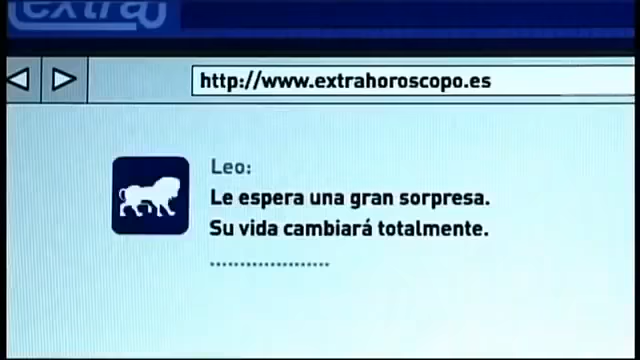 extra
http://www.extrahoroscopo.es
Leo:
Le espera una gran sorpresa.
Su vida cambiará totalmente.